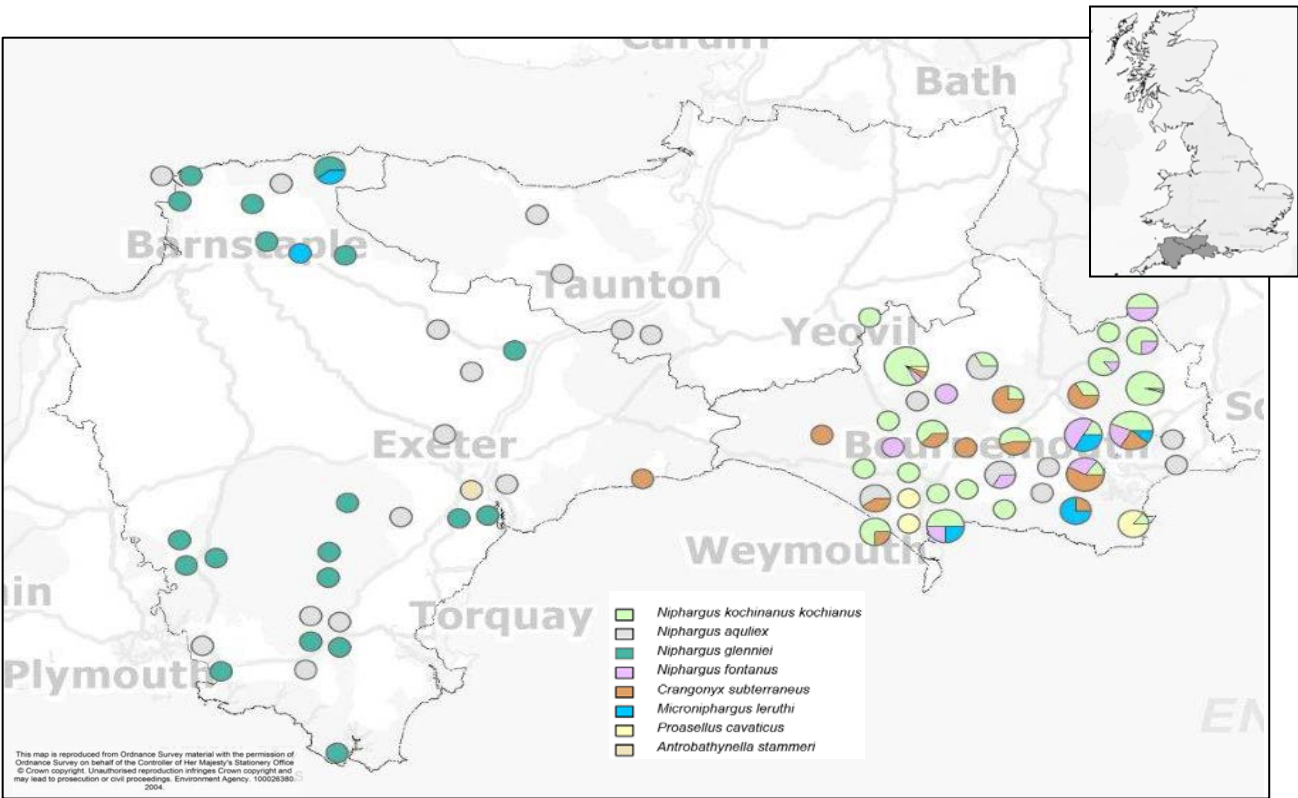 Cardiff
Bath
Barnstaple
Taunton
Yeovil
Exeter
Bournemouth
Weymouth
Torquay
Plymouth
Niphargus kochinanus kochianus
Niphargus aquliex
Niphargus glenniei
Niphargus fontanus
Crangonyx subterraneus
Microniphargus leruthi
Proasellus cavaticus
Antrobathynella stammeri
This map is reproduced from Ordnance Survey material with the permission of
Ordnance Survey on behalf of the Controller of Her Majesty's Stationery Office
© Crown copyright. Unauthorised reproduction infringes Crown copyright and
may lead to prosecution or civil proceedings. Environment Agency. 100026380.
2004.